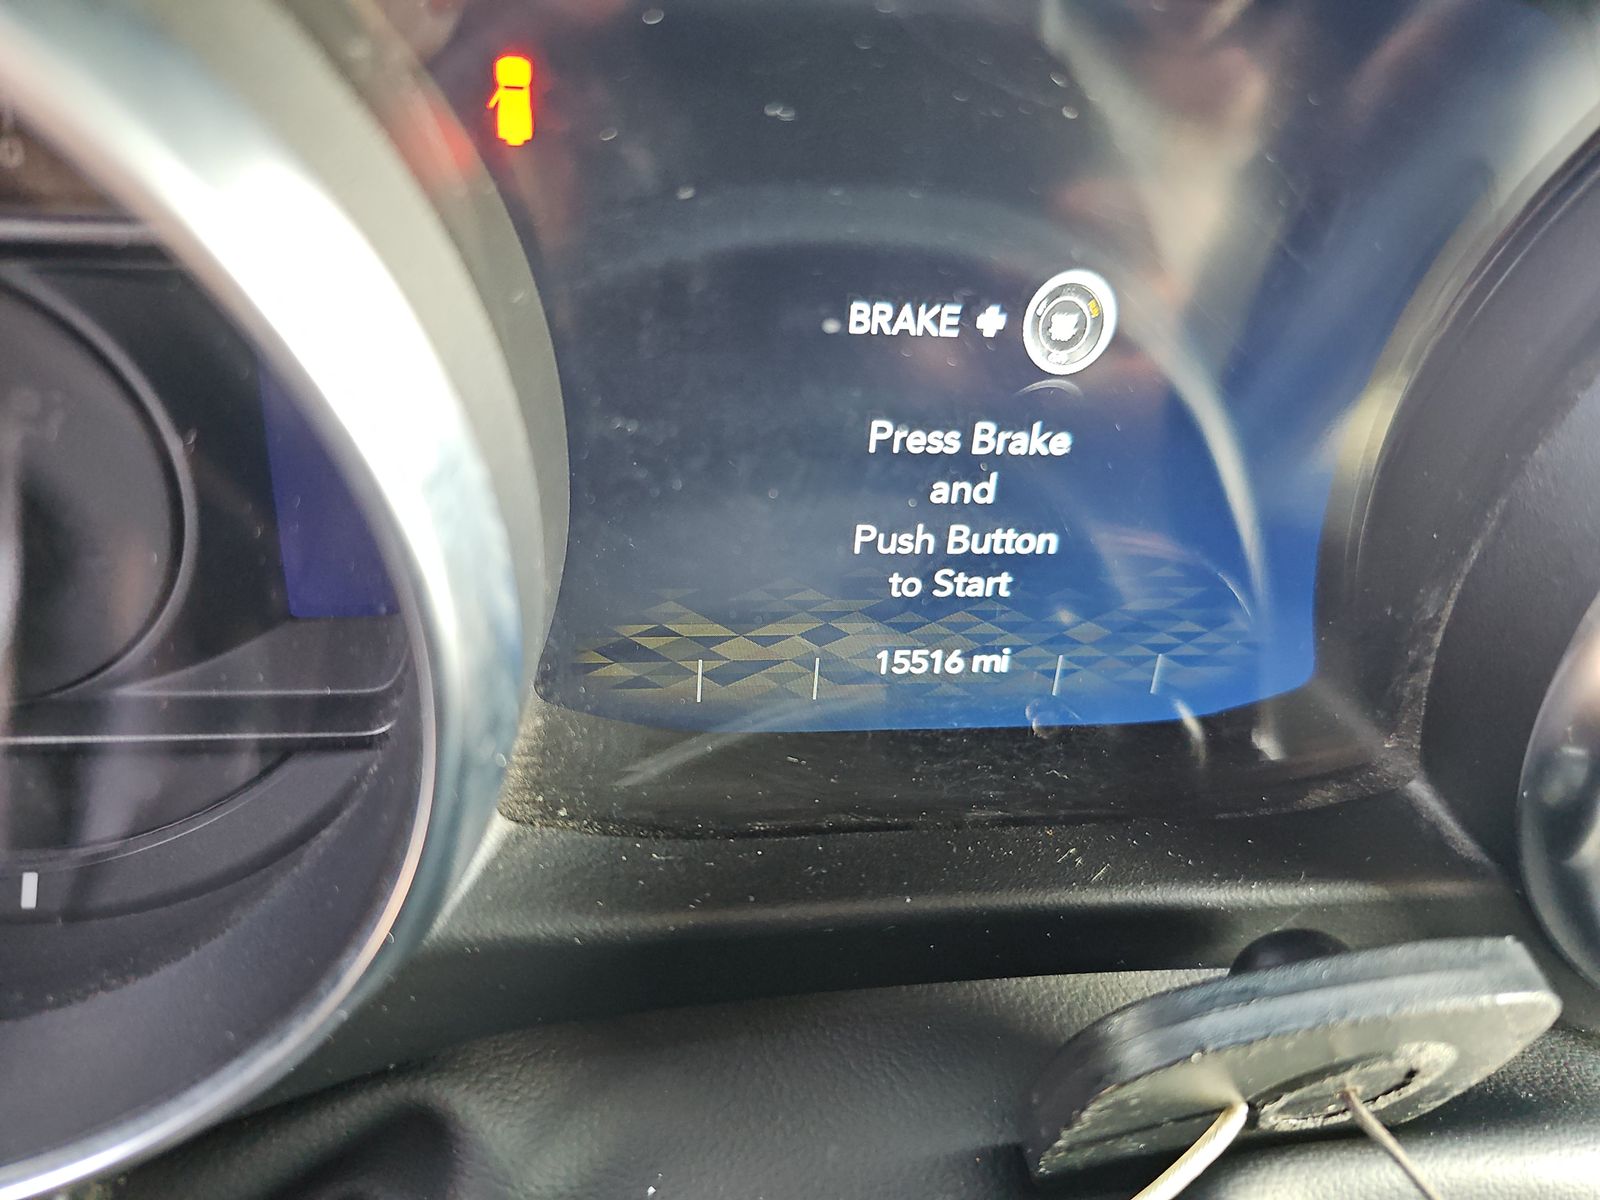 BRAKE +
Press Brake
and
Push Button
to Start
15516 mi